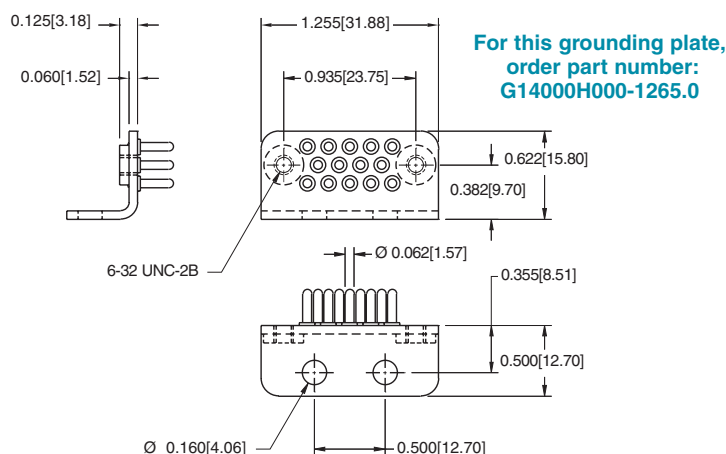 0.125[3.18]
1.255[31.88]
For this grounding plate,
order part number:
G14000H000-1265.0
0.060[1.52]
0.935[23.75]
0.622[15.80]
0.382[9.70]
6-32 UNC-2B
Ø 0.062[1.57]
0.355[8.51]
0.500[12.70]
Ø 0.160[4.06]
0.500[12.70]